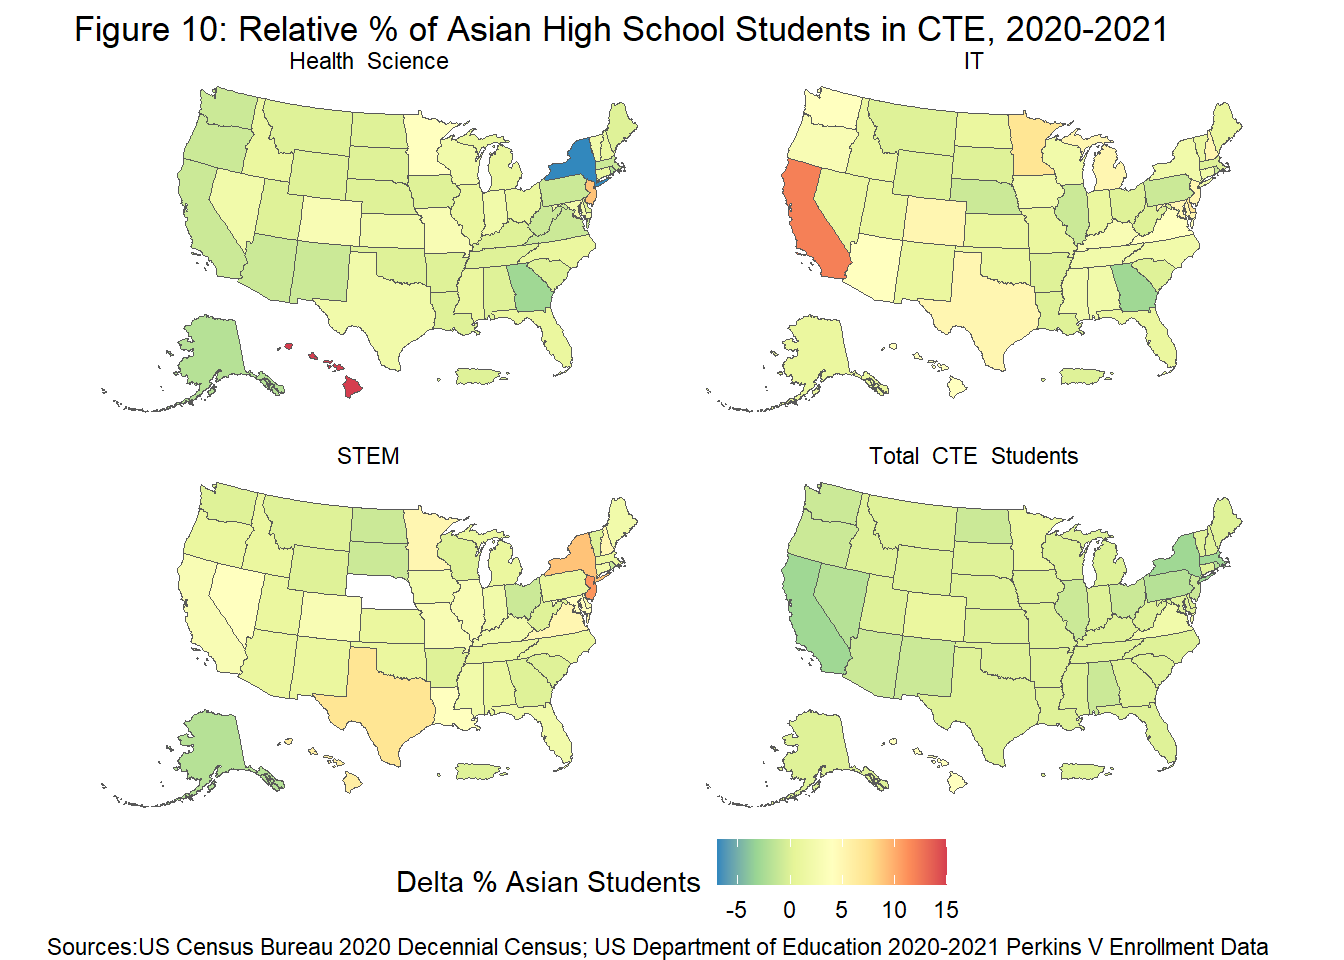 Figure 10: Relative % of Asian High School Students in CTE, 2020-2021
Health Science
IT
STEM
Total CTE Students
Delta % Asian Students
-5 0 5 10 15
Sources:US Census Bureau 2020 Decennial Census; US Department of Education 2020-2021 Perkins V Enrollment Data